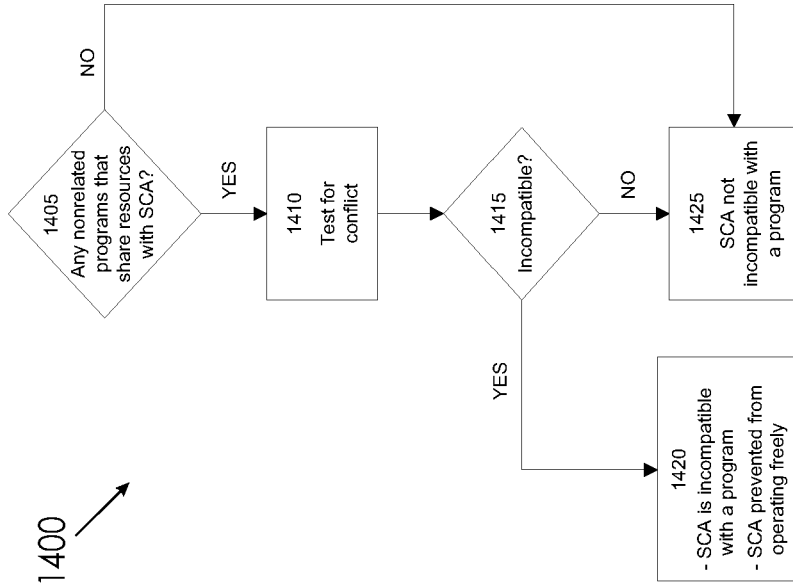 1400
1405
Any nonrelated
programs that
share resources
with SCA?
NO
YES
1410
Test for
conflict
1415
Incompatible?
YES
NO
1420
- SCA is incompatible
with a program
- SCA prevented from
operating freely
1425
SCA not
incompatible with
a program